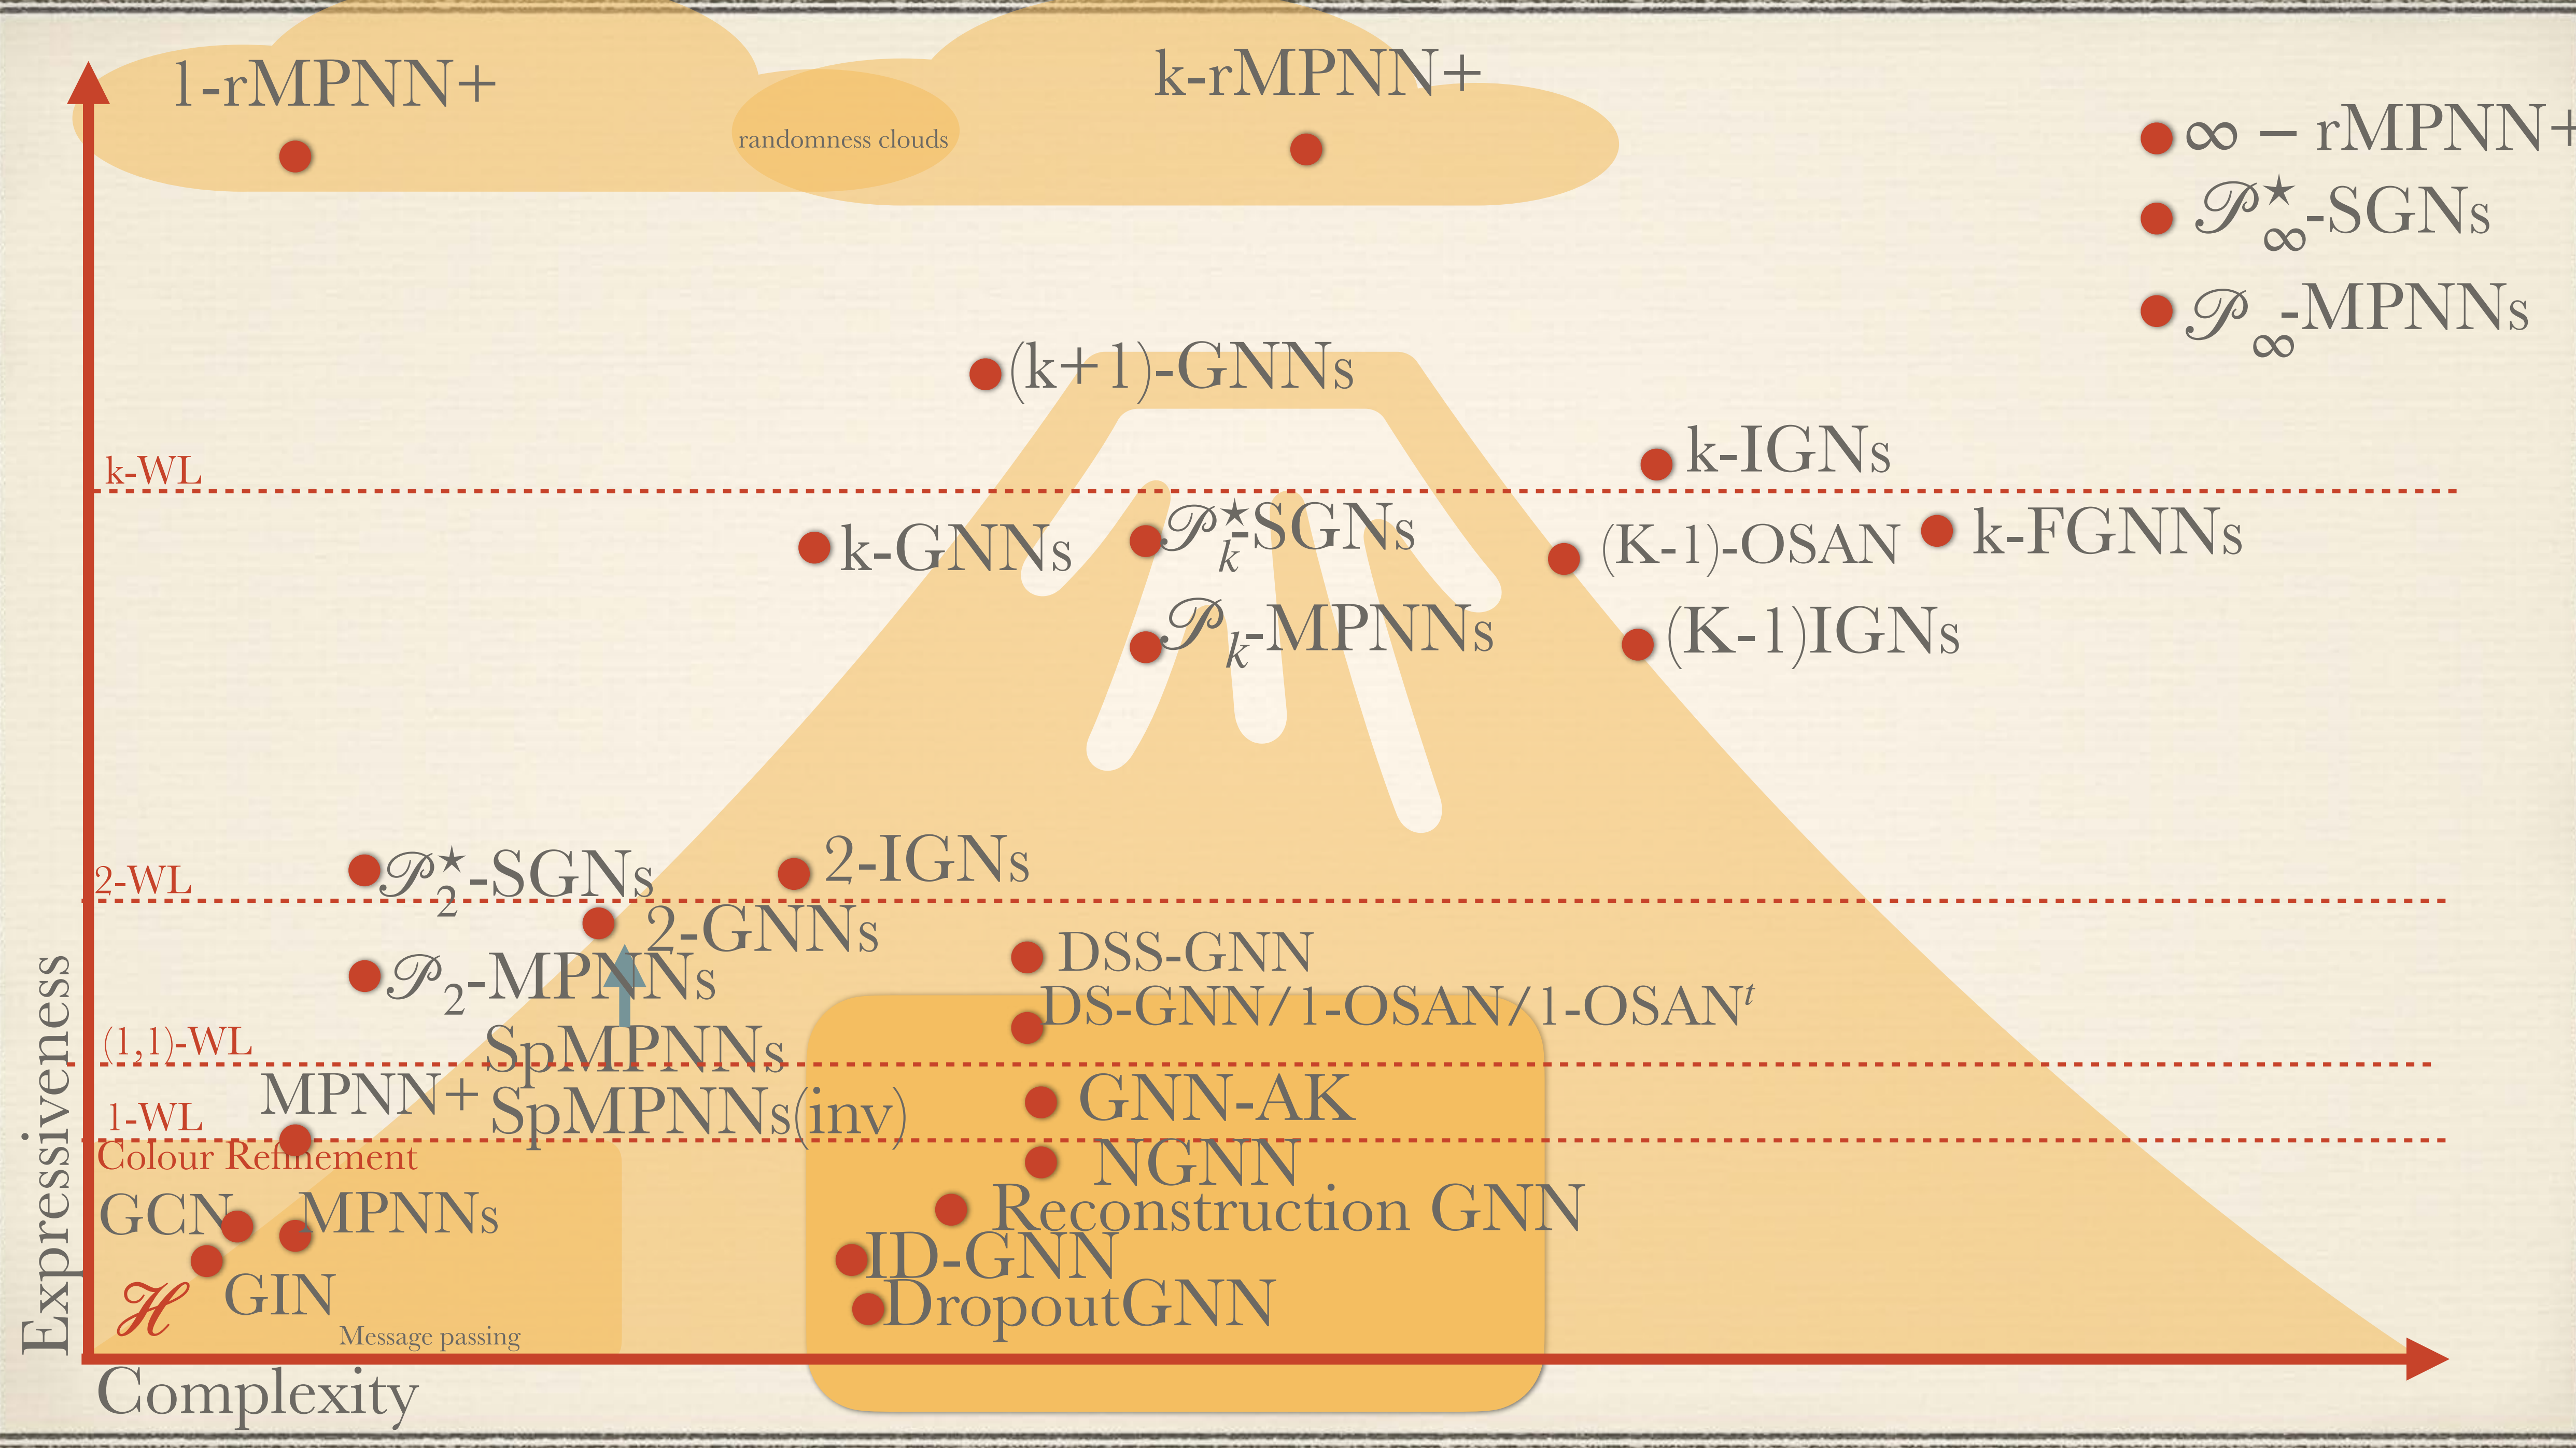 1-rMPNN+
k-rMPNN+
randomness clouds
∞ – rMPNN+
𝒫★∞-SGNs
𝒫∞-MPNNs
(k+1)-GNNs
k-IGNs
k-WL
k-GNNs
𝒫★k-SGNs
(K-1)-OSAN
k-FGNNs
𝒫k-MPNNs
(K-1)IGNs
2-IGNs
𝒫★2-SGNs
2-WL
2-GNNs
DSS-GNN
𝒫2-MPNNs
DS-GNN/1-OSAN/1-OSANᵗ
(1,1)-WL
SpMPNNs
MPNN+
GNN-AK
SpMPNNs(inv)
1-WL
Colour Refinement
NGNN
GCN
MPNNs
Reconstruction GNN
ID-GNN
GIN
DropoutGNN
ℋ
Message passing
Expressiveness
Complexity